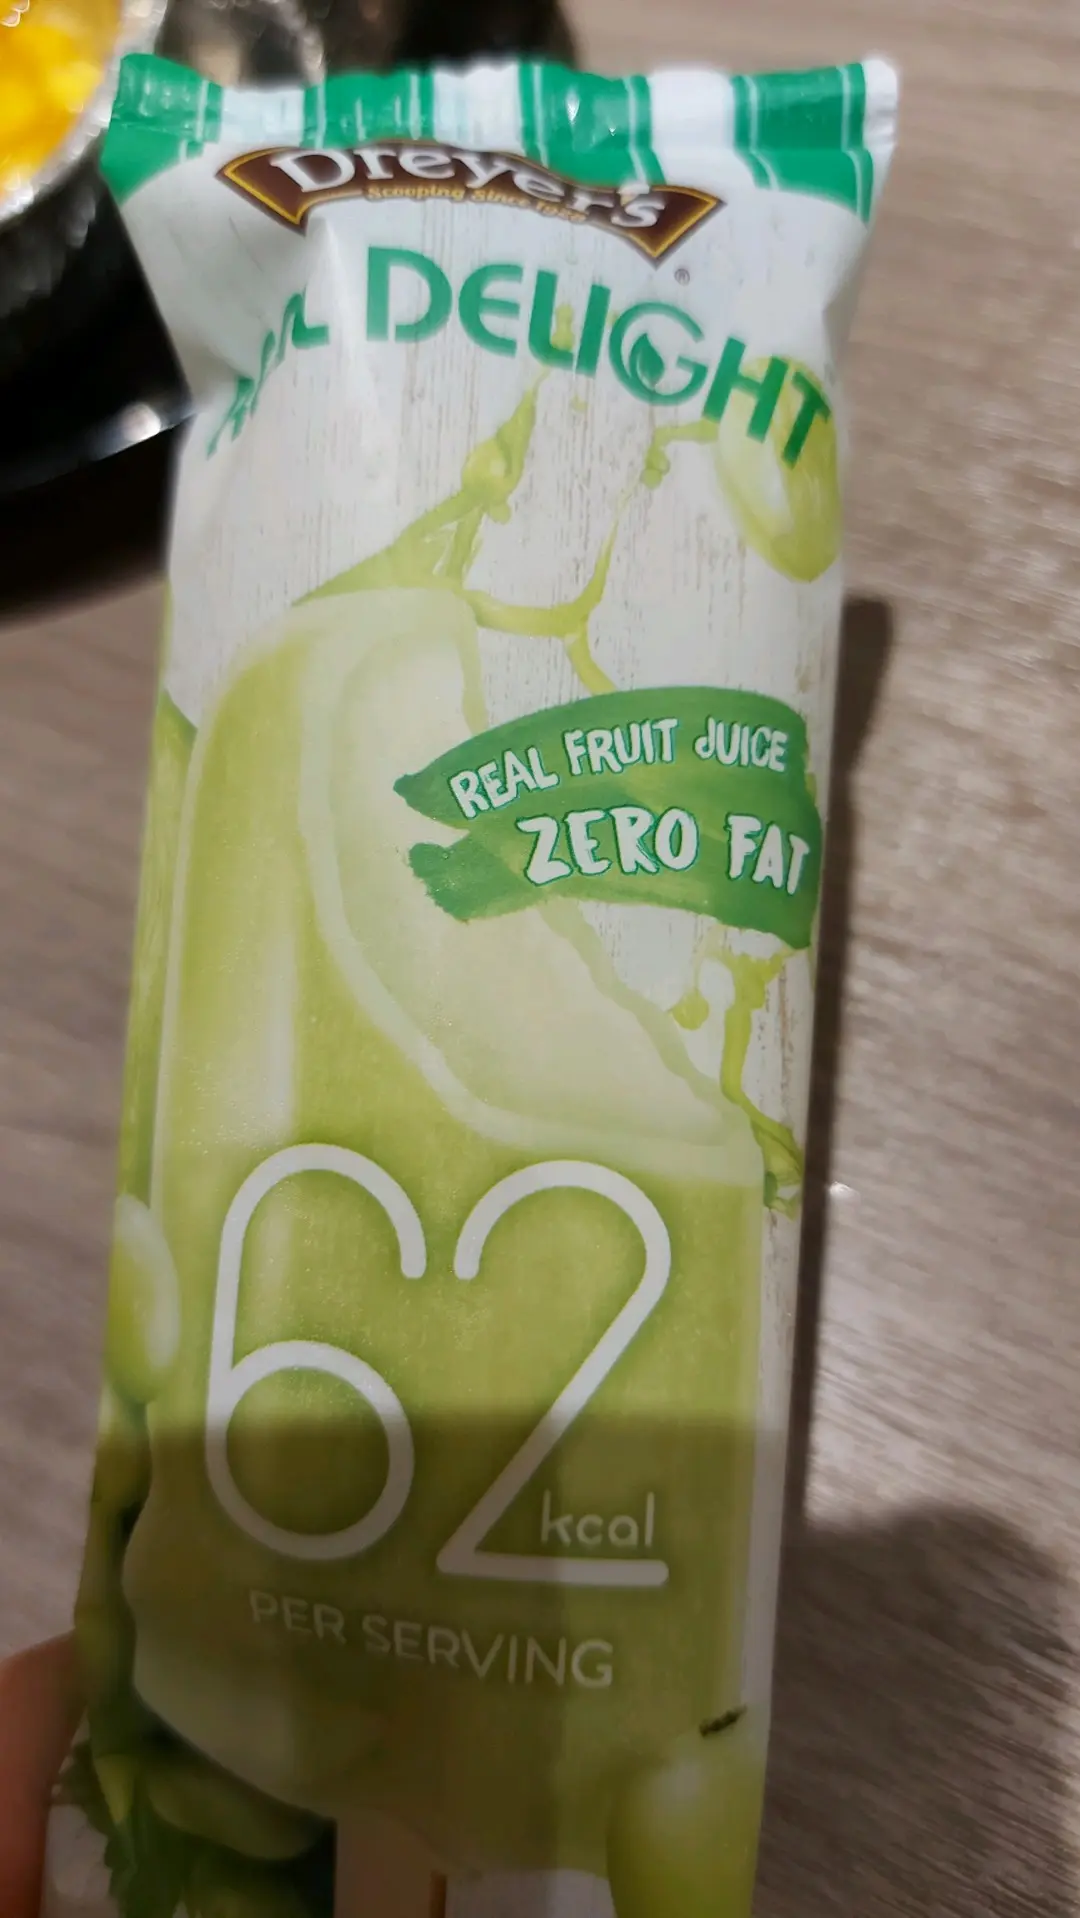 Dreyer's
Scooping Since 1928
®
DELIGHT
REAL FRUIT JUICE
ZERO FAT
62
kcal
PER SERVING